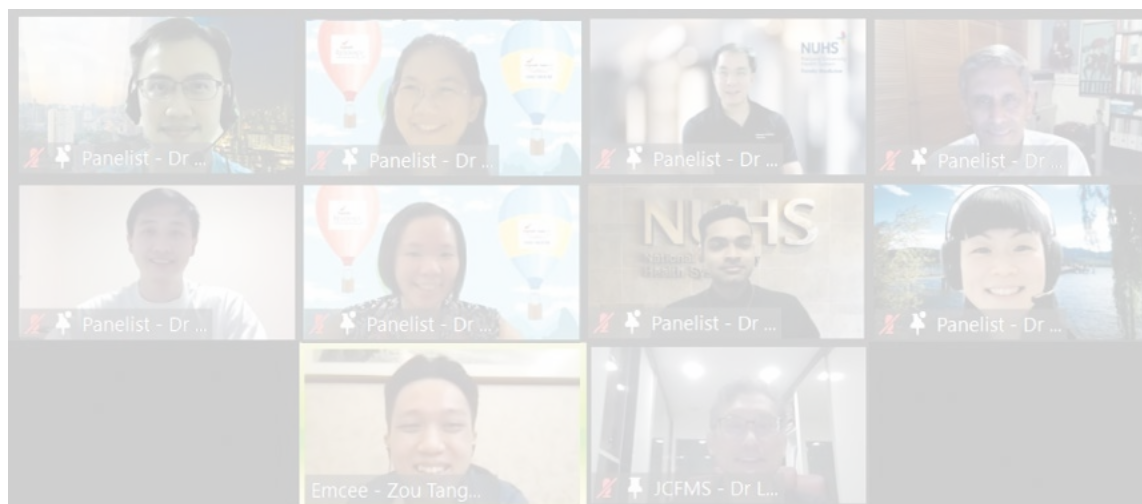 NUHS
Panelist - Dr ...
Panelist - Dr ...
Panelist - Dr ...
Panelist - Dr ...
NUHS
Panelist - Dr ...
Panelist - Dr ...
Panelist - Dr ...
Panelist - Dr ...
Emcee - Zou Tang...
JCFMS - Dr L...